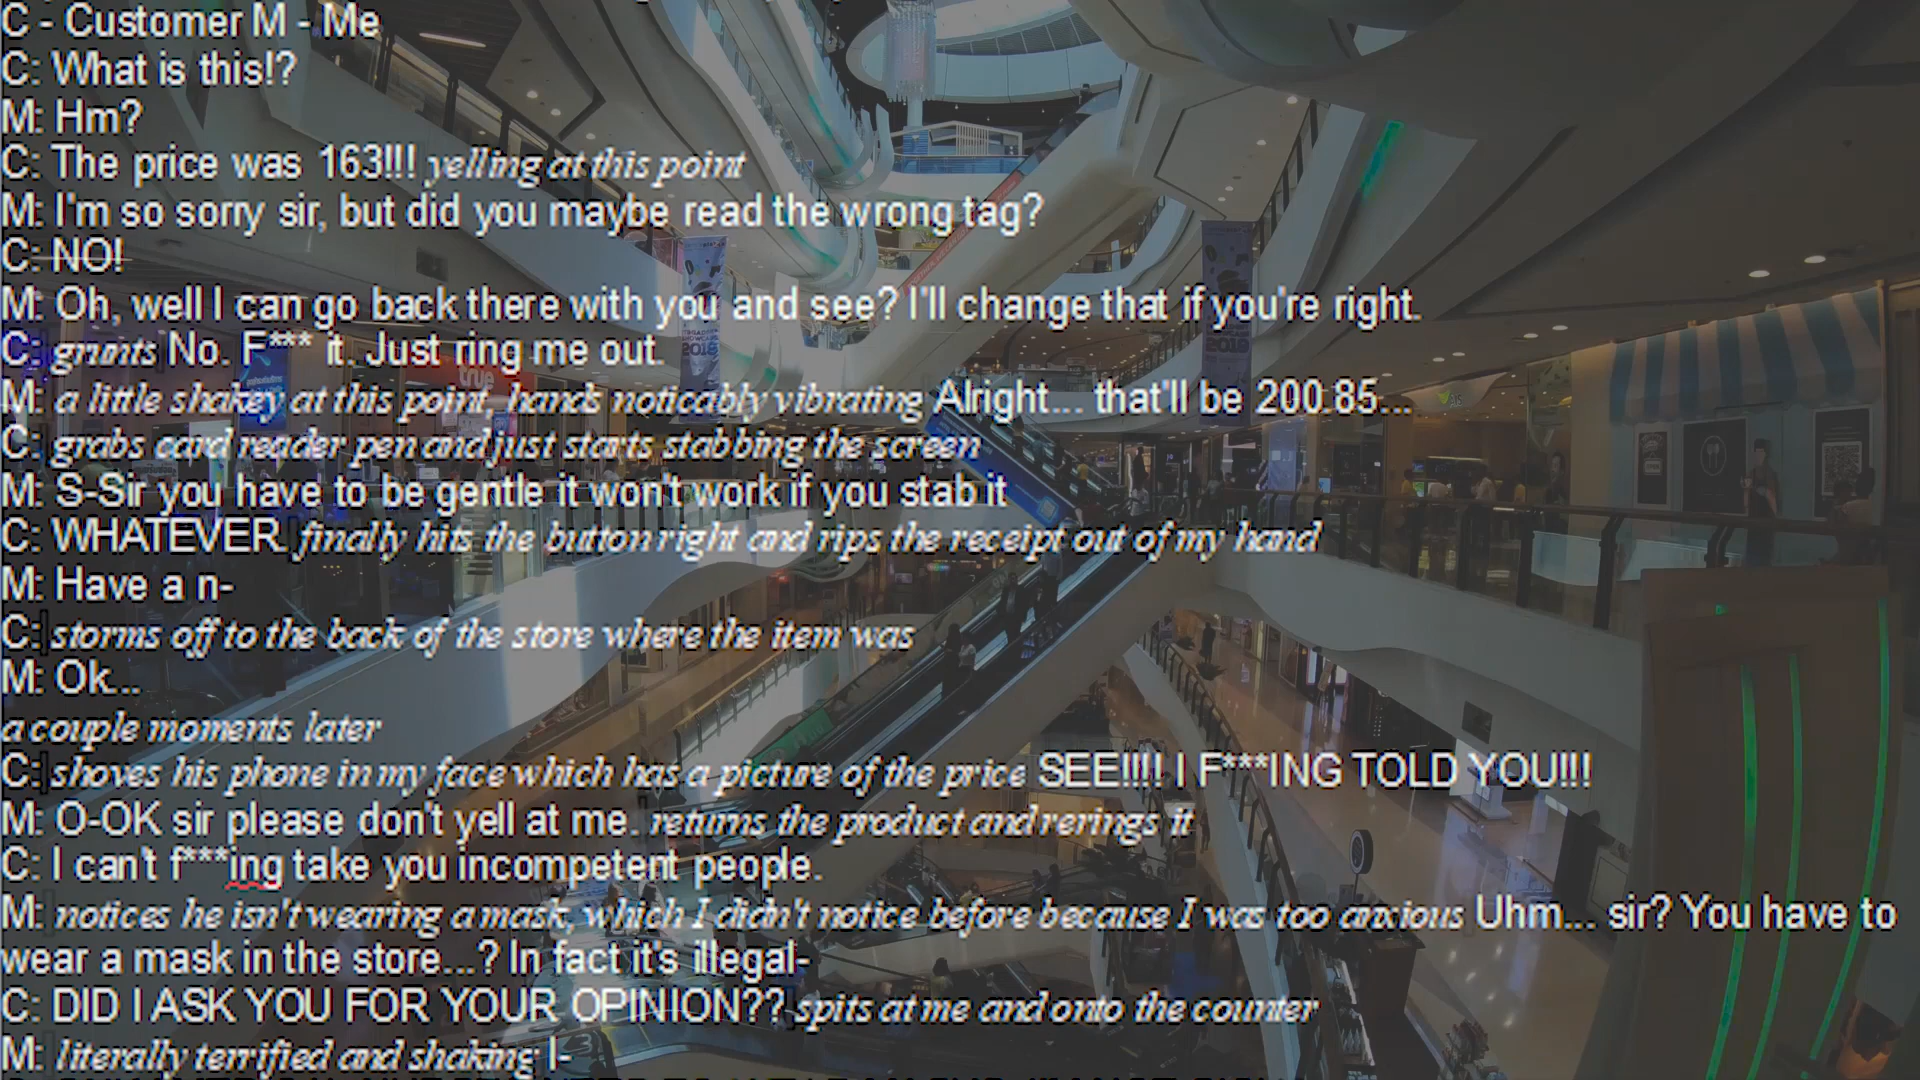 C - Customer M - Me
C: What is this!?
M: Hm?
C: The price was 163!!! yelling at this point
M: I'm so sorry sir, but did you maybe read the wrong tag?
C: NO!
M: Oh, well I can go back there with you and see? I'll change that if you're right.
C: grunts No. F*** it. Just ring me out.
M: a little shakey at this point, hands noticably vibrating Alright... that'll be 200.85...
C: grabs card reader pen and just starts stabbing the screen
M: S-Sir you have to be gentle it won't work if you stab it
C: WHATEVER. finally hits the button right and rips the receipt out of my hand
M: Have a n-
C: storms off to the back of the store where the item was
M: Ok...
a couple moments later
C: shoves his phone in my face which has a picture of the price SEE!!!! I F***ING TOLD YOU!!!
M: O-OK sir please don't yell at me. returns the product and rerings it
C: I can't f***ing take you incompetent people.
M: notices he isn't wearing a mask, which I didn't notice before because I was too anxious Uhm... sir? You have to
wear a mask in the store...? In fact it's illegal-
C: DID I ASK YOU FOR YOUR OPINION?? spits at me and onto the counter
M: literally terrified and shaking I-
true
2019
2019